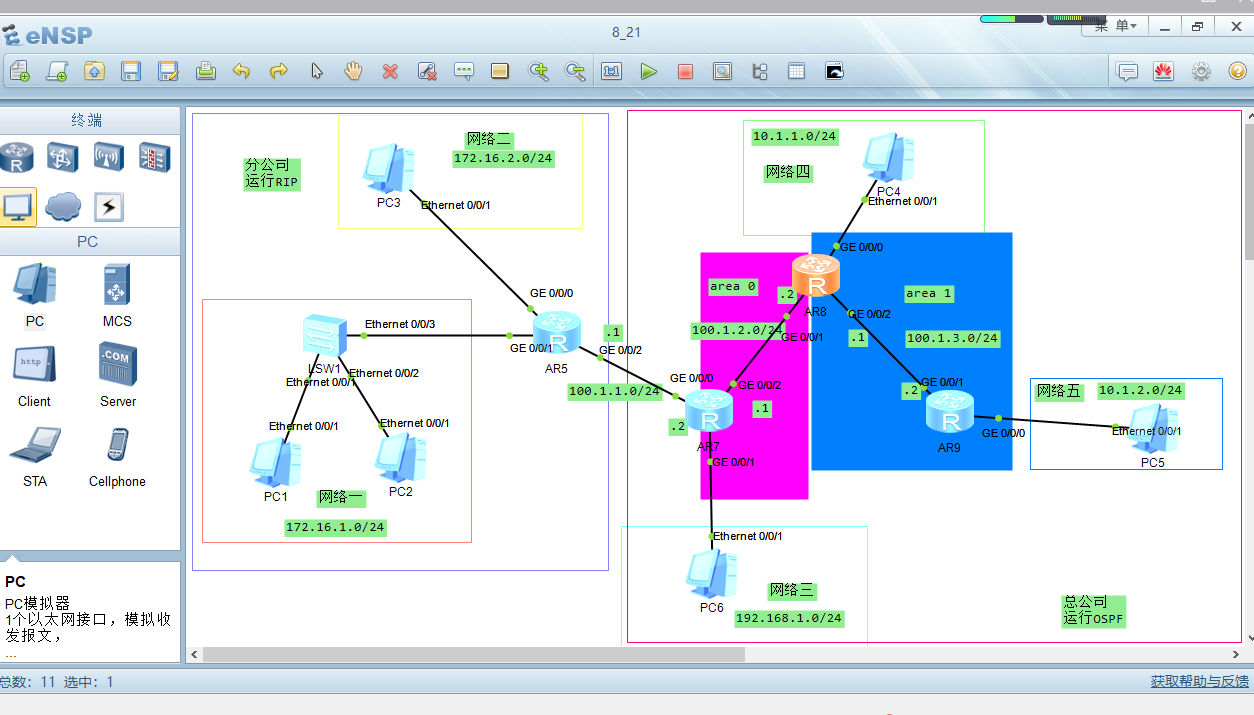 eNSP
8_21
菜 单
终端
PC
PC
MCS
Client
Server
STA
Cellphone
PC
PC模拟器
1个以太网接口，模拟收
发报文，
...
总数：11 选中：1
获取帮助与反馈
分公司
运行RIP
网络二
172.16.2.0/24
PC3
Ethernet 0/0/1
GE 0/0/0
Ethernet 0/0/3
GE 0/0/1
AR5
.1
GE 0/0/2
LSW1
Ethernet 0/0/1
Ethernet 0/0/2
Ethernet 0/0/1
Ethernet 0/0/1
PC1
PC2
网络一
172.16.1.0/24
100.1.1.0/24
10.1.1.0/24
网络四
PC4
Ethernet 0/0/1
GE 0/0/0
area 0
.2
AR8
area 1
GE 0/0/2
100.1.2.0/24
GE 0/0/1
.1
100.1.3.0/24
GE 0/0/0
GE 0/0/2
.1
.2
AR7
GE 0/0/1
.2
GE 0/0/1
AR9
GE 0/0/0
网络五
10.1.2.0/24
Ethernet 0/0/1
PC5
Ethernet 0/0/1
PC6
网络三
192.168.1.0/24
总公司
运行OSPF